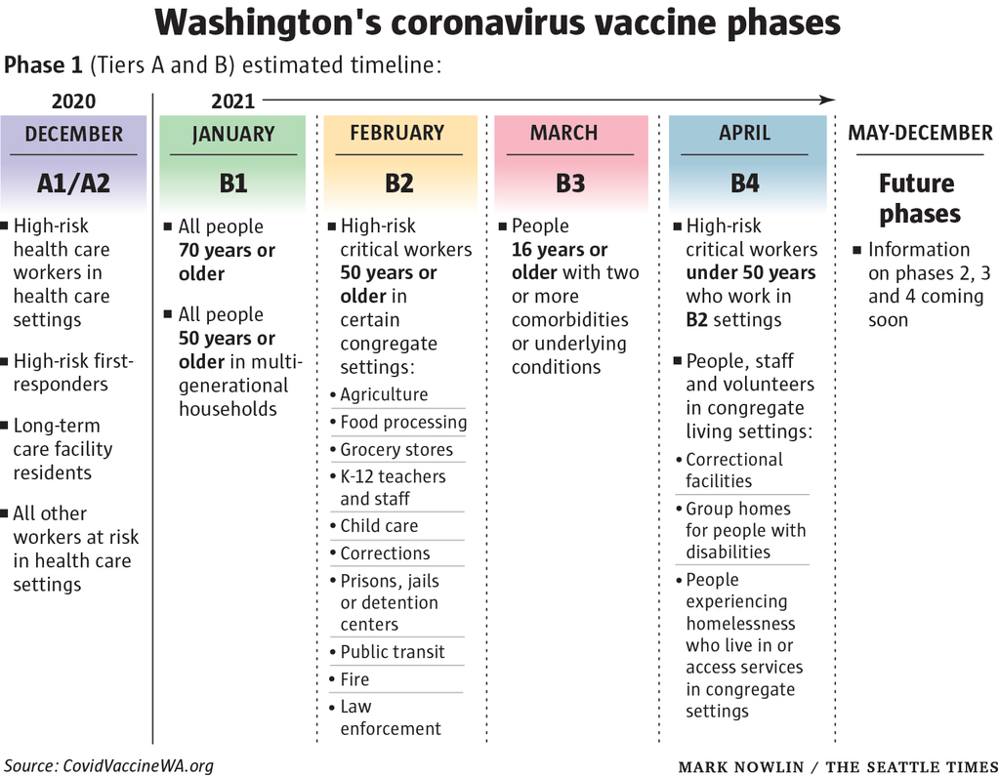 Washington's coronavirus vaccine phases
Phase 1 (Tiers A and B) estimated timeline:
2020
DECEMBER
A1/A2
■ High-risk
health care
workers in
health care
settings
■ High-risk first-
responders
■ Long-term
care facility
residents
■ All other
workers at risk
in health care
settings
2021
JANUARY
B1
■ All people
70 years or
older
■ All people
50 years or
older in multi-
generational
households
FEBRUARY
B2
■ High-risk
critical workers
50 years or
older in
certain
congregate
settings:
• Agriculture
• Food processing
• Grocery stores
• K-12 teachers
and staff
• Child care
• Corrections
• Prisons, jails
or detention
centers
• Public transit
• Fire
• Law
enforcement
MARCH
B3
■ People
16 years or
older with two
or more
comorbidities
or underlying
conditions
APRIL
B4
■ High-risk
critical workers
under 50 years
who work in
B2 settings
■ People, staff
and volunteers
in congregate
living settings:
• Correctional
facilities
• Group homes
for people with
disabilities
• People
experiencing
homelessness
who live in or
access services
in congregate
settings
MAY-DECEMBER
Future
phases
■ Information
on phases 2, 3
and 4 coming
soon
Source: CovidVaccineWA.org
MARK NOWLIN / THE SEATTLE TIMES